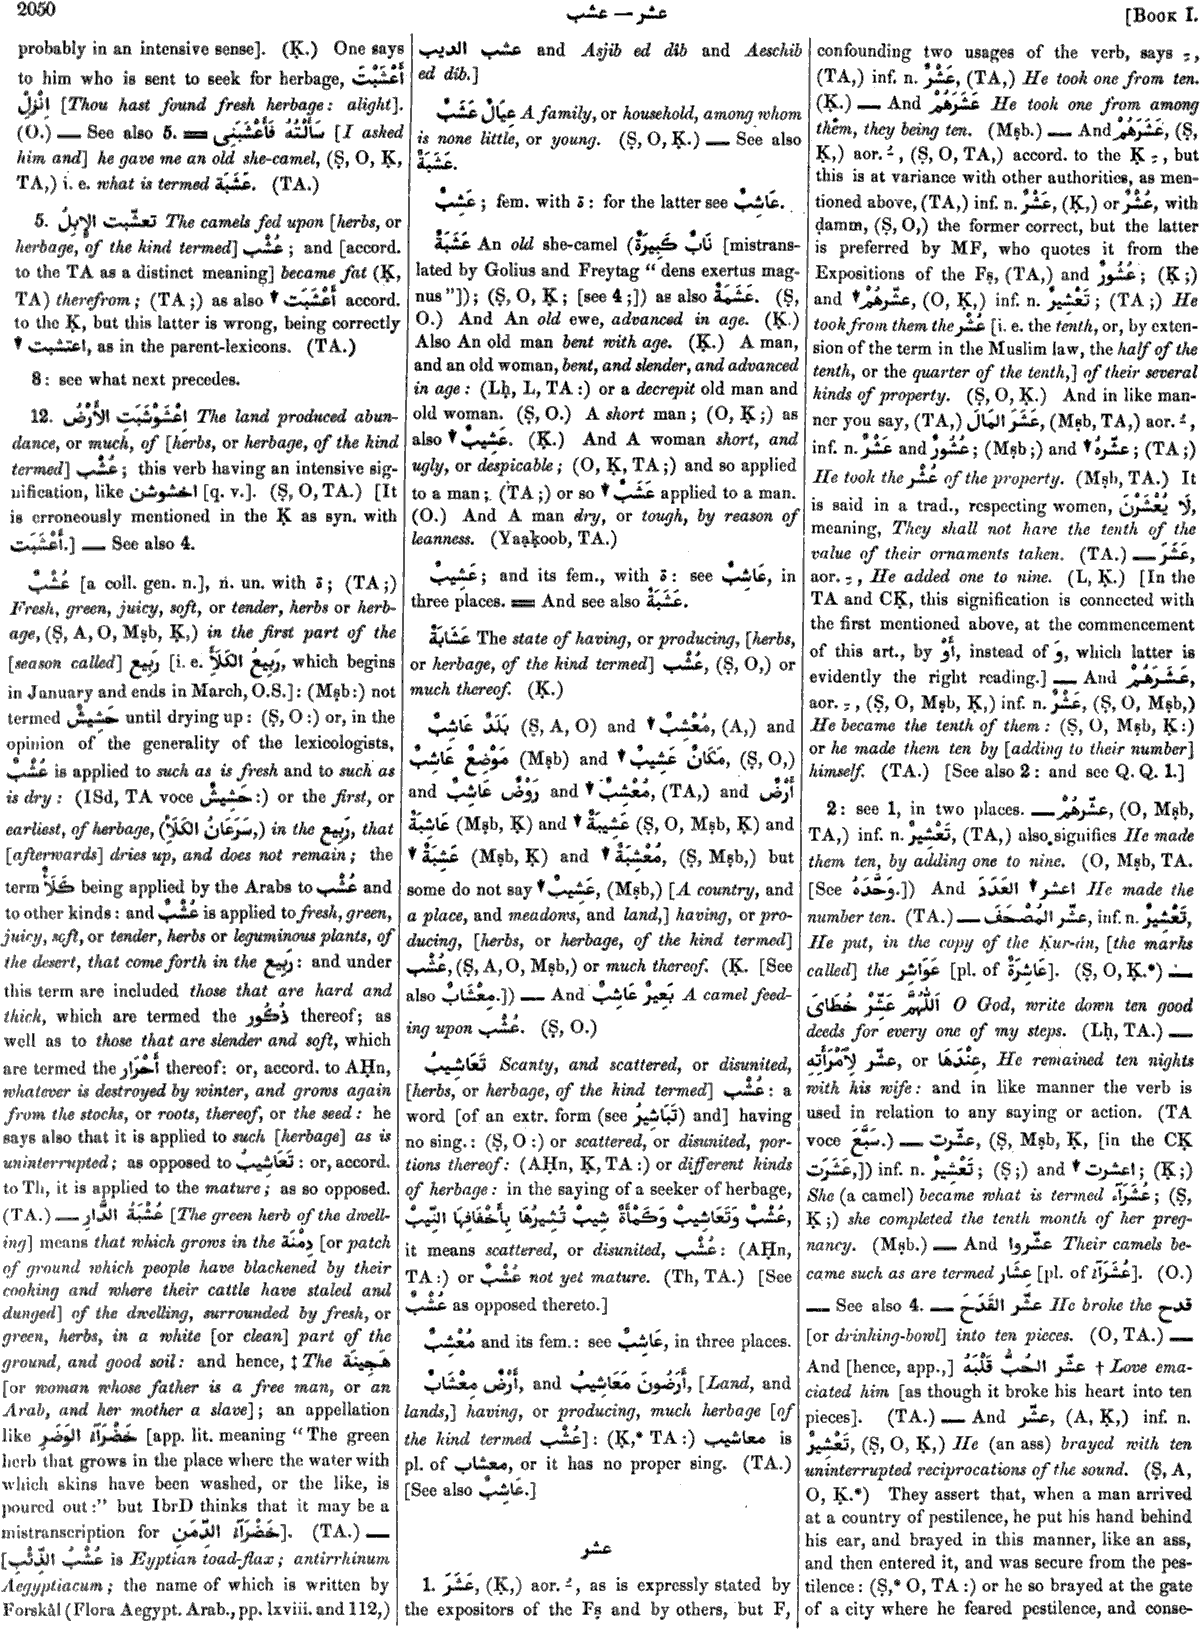 2050
عشب — عشر
[BOOK I.
probably in an intensive sense]. (Ḳ.) One says
to him who is sent to seek for herbage, أَعْشَبْتَ
اِنْزِلْ [Thou hast found fresh herbage: alight].
(O.) — See also 5. = سَأَلْتُهُ فَأَعْشَبَنِى [I asked
him and] he gave me an old she-camel, (Ṣ, O, Ḳ,
TA,) i. e. what is termed عَشَبَة. (TA.)
5. تعشّبت الإِبِلُ The camels fed upon [herbs, or
herbage, of the kind termed] عُشْب; and [accord.
to the TA as a distinct meaning] became fat (Ḳ,
TA) therefrom; (TA;) as also ▼ أَعْشَبَت accord.
to the Ḳ, but this latter is wrong, being correctly
▼ اعتشبت, as in the parent-lexicons. (TA.)
8: see what next precedes.
12. اِعْشَوْشَبَت الأَرْضُ The land produced abun-
dance, or much, of [herbs, or herbage, of the kind
termed] عُشْب; this verb having an intensive sig-
nification, like اخشوشن [q. v.]. (Ṣ, O, TA.) [It
is erroneously mentioned in the Ḳ as syn. with
أَعْشَبَت.] — See also 4.
عُشْبٌ [a coll. gen. n.], n. un. with ة; (TA;)
Fresh, green, juicy, soft, or tender, herbs or herb-
age, (Ṣ, A, O, Mṣb, Ḳ,) in the first part of the
[season called] رَبِيع [i. e. رَبِيعُ الكَلَأِ, which begins
in January and ends in March, O.S.]: (Mṣb:) not
termed حَشِيشٌ until drying up: (Ṣ, O:) or, in the
opinion of the generality of the lexicologists,
عُشْبٌ is applied to such as is fresh and to such as
is dry: (ISd, TA voce حَشِيشٌ:) or the first, or
earliest, of herbage, (سَرَعَانُ الكَلَأِ,) in the رَبِيع, that
[afterwards] dries up, and does not remain; the
term كَلَأٌ being applied by the Arabs to عُشْب and
to other kinds: and عُشْبٌ is applied to fresh, green,
juicy, soft, or tender, herbs or leguminous plants, of
the desert, that come forth in the رَبِيع: and under
this term are included those that are hard and
thick, which are termed the ذُكُور thereof; as
well as to those that are slender and soft, which
are termed the أَحْرَار thereof: or, accord. to AḤn,
whatever is destroyed by winter, and grows again
from the stocks, or roots, thereof, or the seed: he
says also that it is applied to such [herbage] as is
uninterrupted; as opposed to تَعَاشِيبُ: or, accord.
to Th, it is applied to the mature; as so opposed.
(TA.) — عُشْبَةُ الدَّارِ [The green herb of the dwell-
ing] means that which grows in the دِمْنَة [or patch
of ground which people have blackened by their
cooking and where their cattle have staled and
dunged] of the dwelling, surrounded by fresh, or
green, herbs, in a white [or clean] part of the
ground, and good soil: and hence, ‡ The هَجِينَة
[or woman whose father is a free man, or an
Arab, and her mother a slave]; an appellation
like خَضْرَآءُ الوَضَرِ [app. lit. meaning “The green
herb that grows in the place where the water with
which skins have been washed, or the like, is
poured out:” but IbrD thinks that it may be a
mistranscription for خَضْرَآءُ الدِّمَنِ]. (TA.) —
[عُشْبُ الذِّئْبِ is Eyptian toad-flax; antirrhinum
Aegyptiacum; the name of which is written by
Forskål (Flora Aegypt. Arab., pp. lxviii. and 112,)
عشب الديب and Asjib ed dib and Aeschib
ed dib.]
عِيَالٌ عَشَبٌ A family, or household, among whom
is none little, or young. (Ṣ, O, Ḳ.) — See also
عَشَبَةٌ.
عَشِبٌ; fem. with ة: for the latter see عَاشِبٌ.
عَشَبَةٌ An old she-camel (نَابٌ كَبِيرَةٌ [mistrans-
lated by Golius and Freytag “dens exertus mag-
nus”]); (Ṣ, O, Ḳ; [see 4;]) as also عَشَمَةٌ. (Ṣ,
O.) And An old ewe, advanced in age. (Ḳ.)
Also An old man bent with age. (Ḳ.) A man,
and an old woman, bent, and slender, and advanced
in age: (Lḥ, L, TA:) or a decrepit old man and
old woman. (Ṣ, O.) A short man; (O, Ḳ;) as
also ▼ عَشِيبٌ. (Ḳ.) And A woman short, and
ugly, or despicable; (O, Ḳ, TA;) and so applied
to a man; (TA;) or so ▼ عَشَبٌ applied to a man.
(O.) And A man dry, or tough, by reason of
leanness. (Yaạḳoob, TA.)
عَشِيبٌ; and its fem., with ة: see عَاشِبٌ, in
three places. = And see also عَشَبَةٌ.
عَشَابَةٌ The state of having, or producing, [herbs,
or herbage, of the kind termed] عُشْب, (Ṣ, O,) or
much thereof. (Ḳ.)
بَلَدٌ عَاشِبٌ (Ṣ, A, O) and ▼ مُعْشِبٌ, (A,) and
مَوْضِعٌ عَاشِبٌ (Mṣb) and ▼ مَكَانٌ عَشِيبٌ, (Ṣ, O,)
and رَوْضٌ عَاشِبٌ and ▼ مُعْشِبٌ, (TA,) and أَرْضٌ
عَاشِبَةٌ (Mṣb, Ḳ) and ▼ عَشِيبَةٌ (Ṣ, O, Mṣb, Ḳ) and
▼ عَشِبَةٌ (Mṣb, Ḳ) and ▼ مُعْشِبَةٌ, (Ṣ, Mṣb,) but
some do not say ▼ عَشِيبٌ, (Mṣb,) [A country, and
a place, and meadows, and land,] having, or pro-
ducing, [herbs, or herbage, of the kind termed]
عُشْب, (Ṣ, A, O, Mṣb,) or much thereof. (Ḳ. [See
also مِعْشَابٌ.]) — And بَعِيرٌ عَاشِبٌ A camel feed-
ing upon عُشْب. (Ṣ, O.)
تَعَاشِيبُ Scanty, and scattered, or disunited,
[herbs, or herbage, of the kind termed] عُشْب: a
word [of an extr. form (see تَبَاشِيرُ) and] having
no sing.: (Ṣ, O:) or scattered, or disunited, por-
tions thereof: (AḤn, Ḳ, TA:) or different kinds
of herbage: in the saying of a seeker of herbage,
عُشْبٌ وَتَعَاشِيبْ وَكَمْأَةٌ شِيبْ تُثِيرُهَا بِأَخْفَافِهَا النِّيبْ,
it means scattered, or disunited, عُشْب: (AḤn,
TA:) or عُشْبٌ not yet mature. (Th, TA.) [See
عُشْبٌ as opposed thereto.]
مُعْشِبٌ and its fem.: see عَاشِبٌ, in three places.
أَرْضٌ مِعْشَابٌ, and أَرَضُونَ مَعَاشِيبُ, [Land, and
lands,] having, or producing, much herbage [of
the kind termed عُشْب]: (Ḳ,* TA:) معاشيب is
pl. of معشاب, or it has no proper sing. (TA.)
[See also عَاشِبٌ.]
عشر
1. عَشَرَ, (Ḳ,) aor. ـُ, as is expressly stated by
the expositors of the Fṣ and by others, but F,
confounding two usages of the verb, says ـِ,
(TA,) inf. n. عَشْرٌ, (TA,) He took one from ten.
(Ḳ.) — And عَشَرَهُمْ He took one from among
them, they being ten. (Mṣb.) — And عَشَرَهُمْ, (Ṣ,
Ḳ,) aor. ـُ, (Ṣ, O, TA,) accord. to the Ḳ ـِ, but
this is at variance with other authorities, as men-
tioned above, (TA,) inf. n. عَشْرٌ, (Ḳ,) or عُشْرٌ, with
ḍamm, (Ṣ, O,) the former correct, but the latter
is preferred by MF, who quotes it from the
Expositions of the Fṣ, (TA,) and عُشُورٌ; (Ḳ;)
and ▼ عشّرهُمْ, (O, Ḳ,) inf. n. تَعْشِيرٌ; (TA;) He
took from them the عُشْر [i. e. the tenth, or, by exten-
sion of the term in the Muslim law, the half of the
tenth, or the quarter of the tenth,] of their several
kinds of property. (Ṣ, O, Ḳ.) And in like man-
ner you say, (TA,) عَشَرَ المَالَ, (Mṣb, TA,) aor. ـُ,
inf. n. عَشْرٌ and عُشُورٌ; (Mṣb;) and ▼ عشّرهُ; (TA;)
He took the عُشْر of the property. (Mṣb, TA.) It
is said in a trad., respecting women, لَا يُعْشَرْنَ,
meaning, They shall not have the tenth of the
value of their ornaments taken. (TA.) — عَشَرَ,
aor. ـِ, He added one to nine. (L, Ḳ.) [In the
TA and CḲ, this signification is connected with
the first mentioned above, at the commencement
of this art., by أَوْ, instead of وَ, which latter is
evidently the right reading.] — And عَشَرَهُمْ,
aor. ـِ, (Ṣ, O, Mṣb, Ḳ,) inf. n. عَشْرٌ, (Ṣ, O, Mṣb,)
He became the tenth of them: (Ṣ, O, Mṣb, Ḳ:)
or he made them ten by [adding to their number]
himself. (TA.) [See also 2: and see Q. Q. 1.]
2: see 1, in two places. — عشّرهُمْ, (O, Mṣb,
TA,) inf. n. تَعْشِيرٌ, (TA,) also signifies He made
them ten, by adding one to nine. (O, Mṣb, TA.
[See وَحَّدَهُ.]) And اعشر ▼ العَدَدَ He made the
number ten. (TA.) — عشّر المُصْحَفَ, inf. n. تَعْشِيرٌ,
He put, in the copy of the Ḳur-án, [the marks
called] the عَوَاشِر [pl. of عَاشِرَةٌ]. (Ṣ, O, Ḳ.*) —
اَللّٰهُمَّ عَشِّرْ خُطَاىَ O God, write down ten good
deeds for every one of my steps. (Lḥ, TA.) —
عشّر لِٱمْرَأَتِهِ, or عِنْدَهَا, He remained ten nights
with his wife: and in like manner the verb is
used in relation to any saying or action. (TA
voce سَبَّعَ.) — عشّرت, (Ṣ, Mṣb, Ḳ, [in the CḲ
عَشَرَت,]) inf. n. تَعْشِيرٌ; (Ṣ;) and ▼ اعشرت; (Ḳ;)
She (a camel) became what is termed عُشَرَآء; (Ṣ,
Ḳ;) she completed the tenth month of her preg-
nancy. (Mṣb.) — And عشّروا Their camels be-
came such as are termed عِشَار [pl. of عُشَرَآءُ]. (O.)
— See also 4. — عشّر القَدَحَ He broke the قدح
[or drinking-bowl] into ten pieces. (O, TA.) —
And [hence, app.,] عشّر الحُبُّ قَلْبَهُ † Love ema-
ciated him [as though it broke his heart into ten
pieces]. (TA.) — And عشّر, (A, Ḳ,) inf. n.
تَعْشِيرٌ, (Ṣ, O, Ḳ,) He (an ass) brayed with ten
uninterrupted reciprocations of the sound. (Ṣ, A,
O, Ḳ.*) They assert that, when a man arrived
at a country of pestilence, he put his hand behind
his ear, and brayed in this manner, like an ass,
and then entered it, and was secure from the pes-
tilence: (Ṣ,* O, TA:) or he so brayed at the gate
of a city where he feared pestilence, and conse-